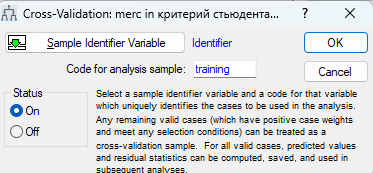 Cross-Validation: merc in критерий стьюдента...
Sample Identifier Variable Identifier OK
Code for analysis sample: training Cancel
Status
On
Off
Select a sample identifier variable and a code for that variable
which uniquely identifies the cases to be used in the analysis.
Any remaining valid cases (which have positive case weights
and meet any selection conditions) can be treated as a
cross-validation sample. For all valid cases, predicted values
and residual statistics can be computed, saved, and used in
subsequent analyses.